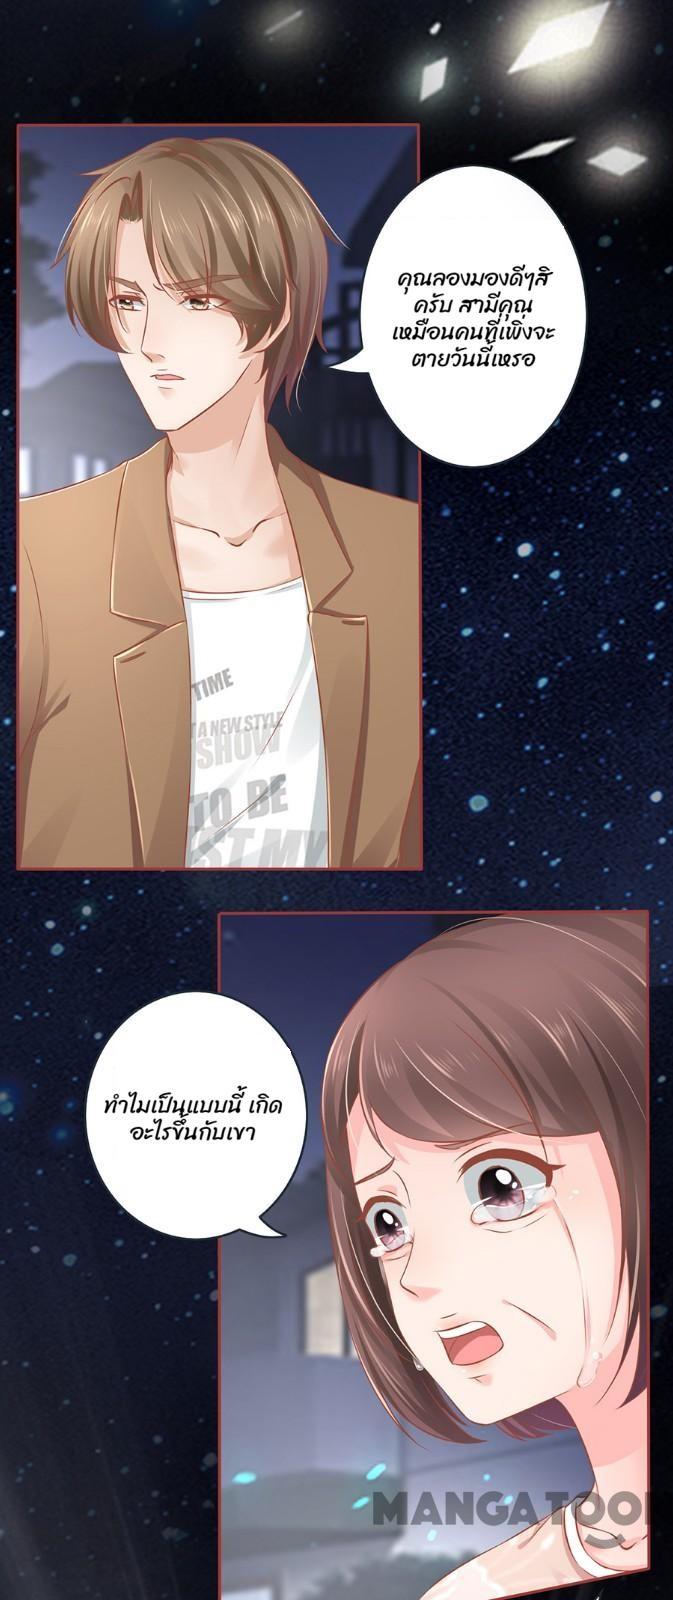 คุณลองมองดีๆสิ
ครับ สามีคุณ
เหมือนคนที่เพิ่งจะ
ตายวันนี้เหรอ
TIME
A NEW STYLE
SHOW
TO BE
MY
ทำไมเป็นแบบนี้ เกิด
อะไรขึ้นกับเขา
MANGATOON